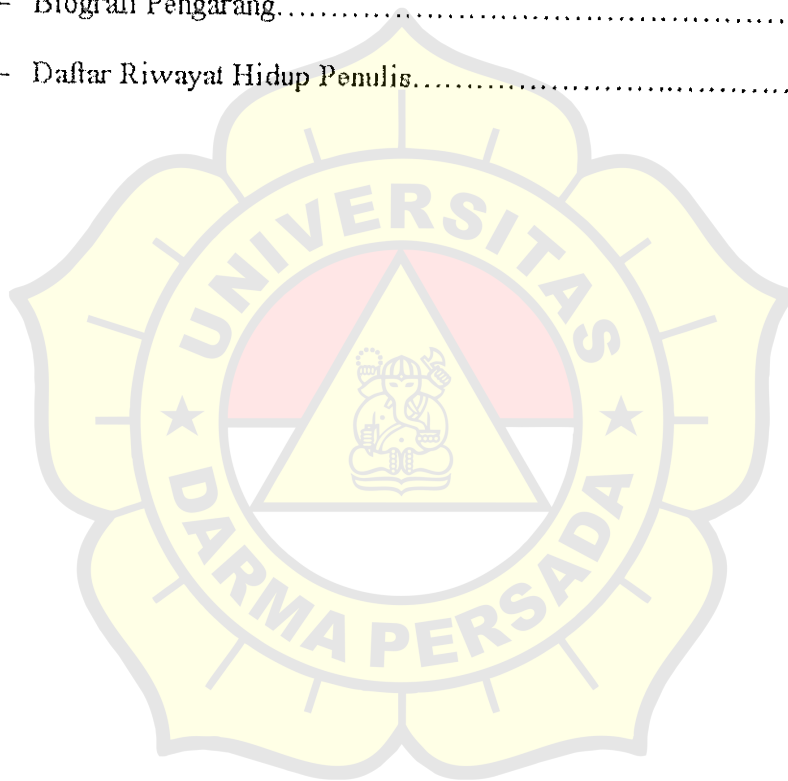 - Biografi Pengarang..............................................................
- Daftar Riwayat Hidup Penulis..............................................
UNIVERSITAS
DARMA PERSADA